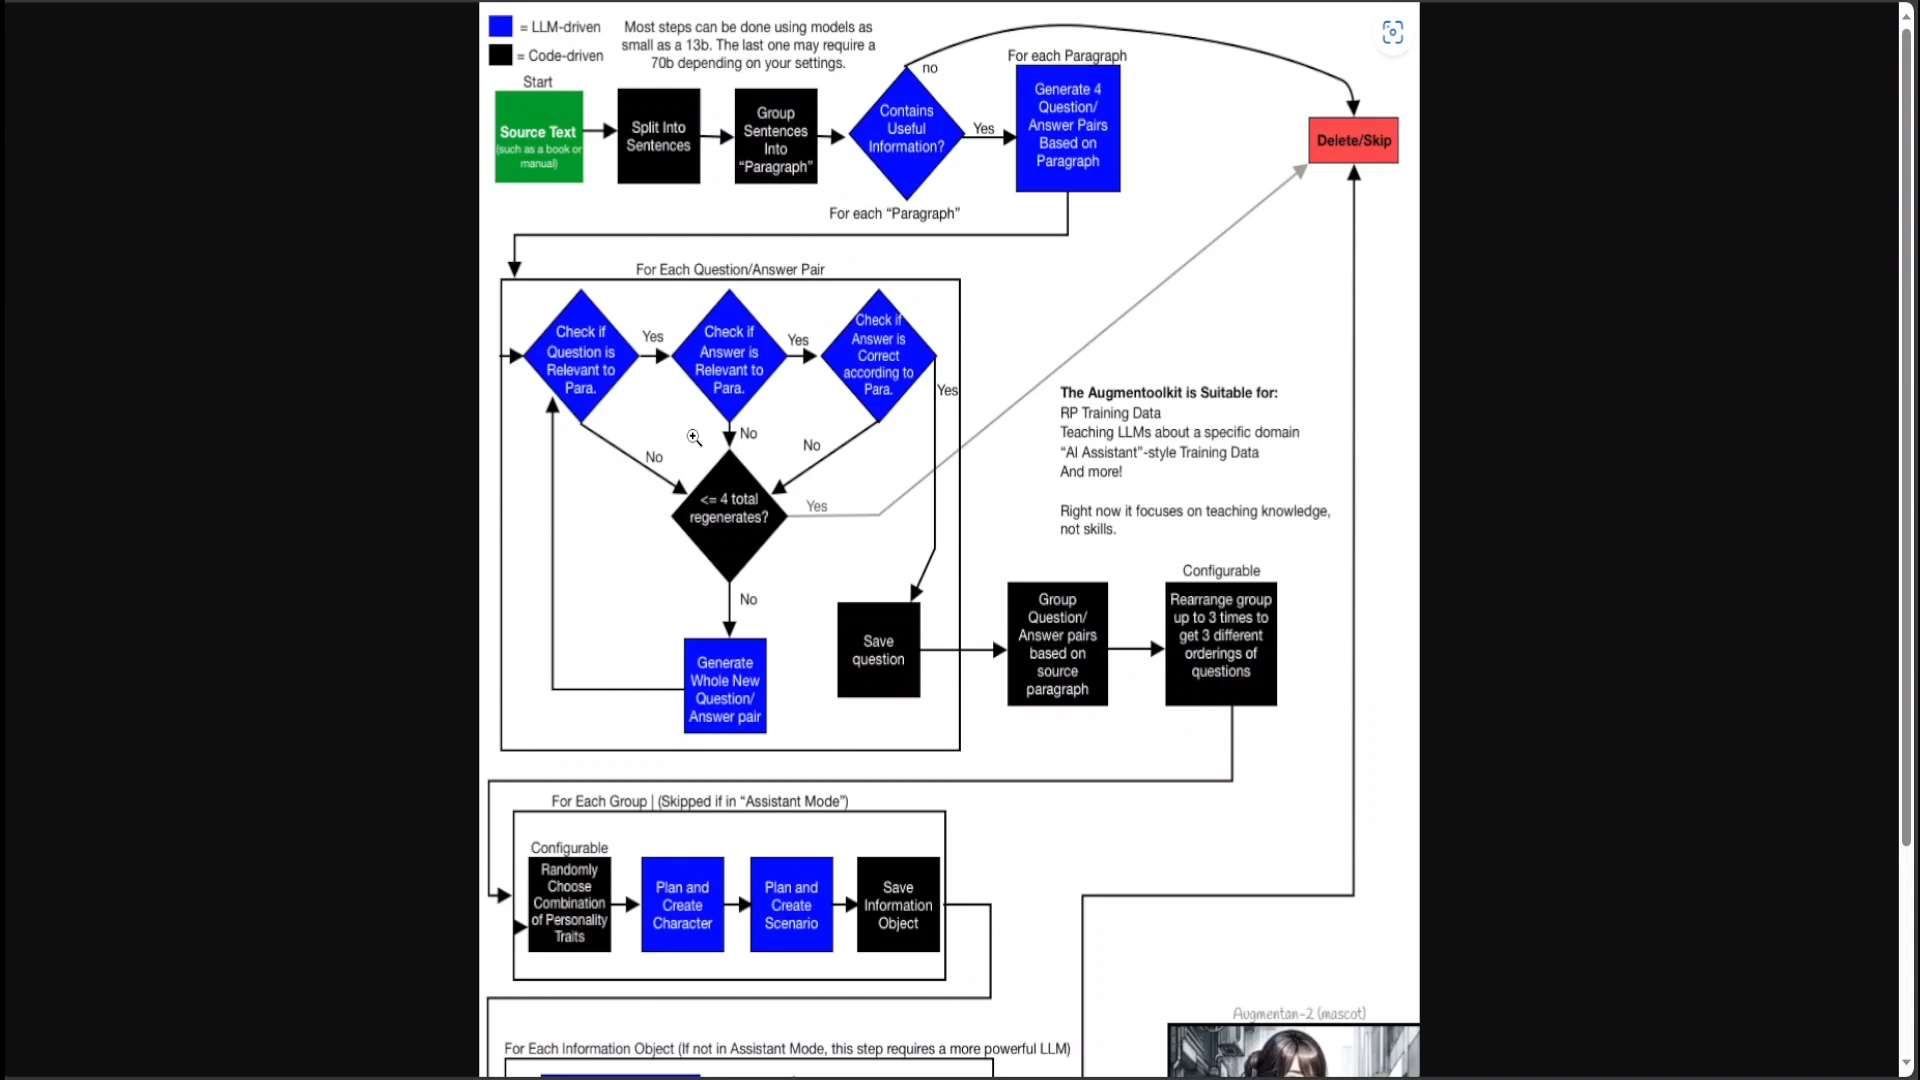 = LLM-driven
= Code-driven
Most steps can be done using models as
small as a 13b. The last one may require a
70b depending on your settings.
Start
Source Text
(such as a book or
manual)
Split Into
Sentences
Group
Sentences
Into
“Paragraph”
Contains
Useful
Information?
no
Yes
For each “Paragraph”
For each Paragraph
Generate 4
Question/
Answer Pairs
Based on
Paragraph
Delete/Skip
For Each Question/Answer Pair
Check if
Question is
Relevant to
Para.
Yes
Check if
Answer is
Relevant to
Para.
Yes
Check if
Answer is
Correct
according to
Para.
Yes
No
No
No
<= 4 total
regenerates?
Yes
No
Generate
Whole New
Question/
Answer pair
Save
question
The Augmentoolkit is Suitable for:
RP Training Data
Teaching LLMs about a specific domain
“AI Assistant”-style Training Data
And more!
Right now it focuses on teaching knowledge,
not skills.
Group
Question/
Answer pairs
based on
source
paragraph
Configurable
Rearrange group
up to 3 times to
get 3 different
orderings of
questions
For Each Group | (Skipped if in “Assistant Mode”)
Configurable
Randomly
Choose
Combination
of Personality
Traits
Plan and
Create
Character
Plan and
Create
Scenario
Save
Information
Object
Augmentan-2 (mascot)
For Each Information Object (If not in Assistant Mode, this step requires a more powerful LLM)